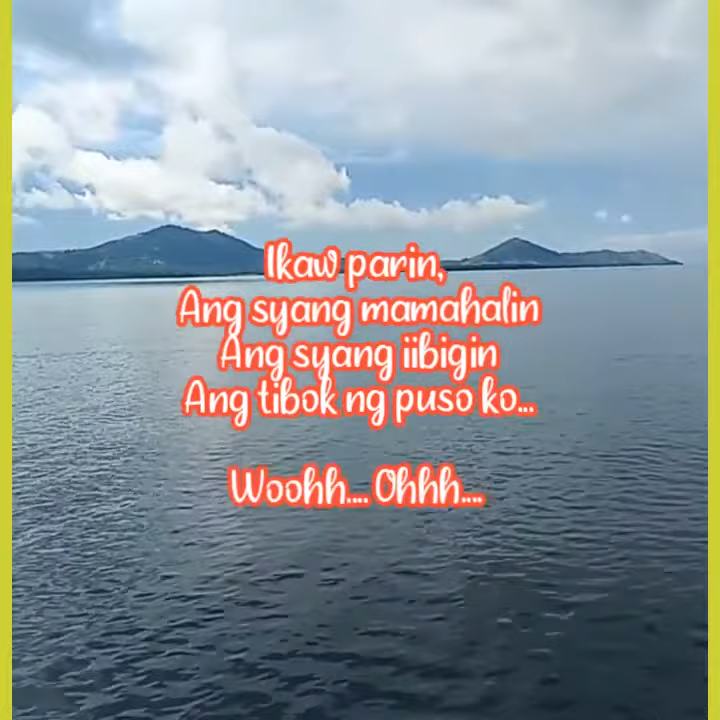 Ikaw parin,
Ang syang mamahalin
Ang syang iibigin
Ang tibok ng puso ko...
Woohh.... Ohhh....